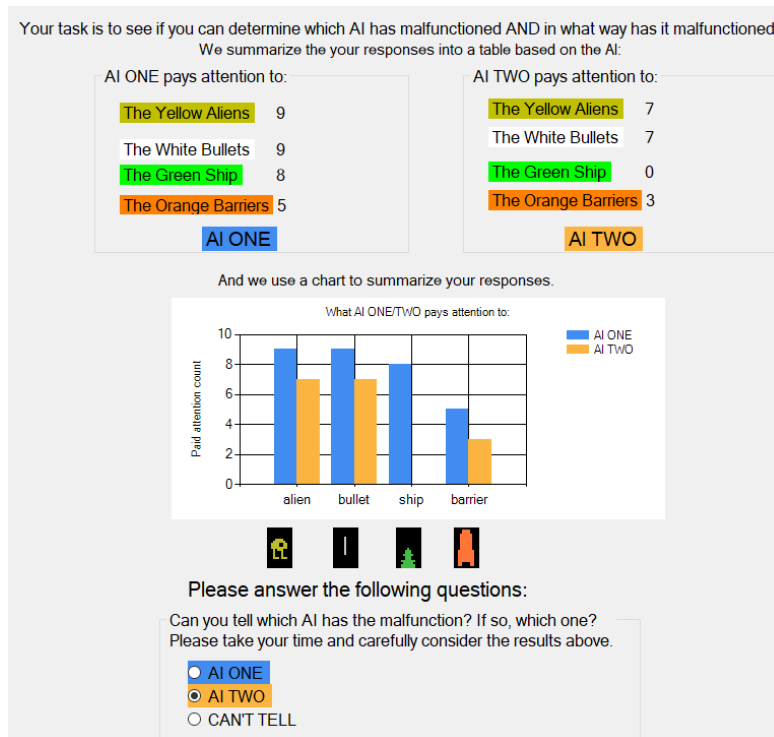 Your task is to see if you can determine which AI has malfunctioned AND in what way has it malfunctioned
We summarize the your responses into a table based on the AI:
AI ONE pays attention to:
The Yellow Aliens 9
The White Bullets 9
The Green Ship 8
The Orange Barriers 5
AI ONE
AI TWO pays attention to:
The Yellow Aliens 7
The White Bullets 7
The Green Ship 0
The Orange Barriers 3
AI TWO
And we use a chart to summarize your responses.
What AI ONE/TWO pays attention to:
Paid attention count
10
8
6
4
2
0
alien bullet ship barrier
AI ONE
AI TWO
Please answer the following questions:
Can you tell which AI has the malfunction? If so, which one?
Please take your time and carefully consider the results above.
AI ONE
AI TWO
CAN'T TELL